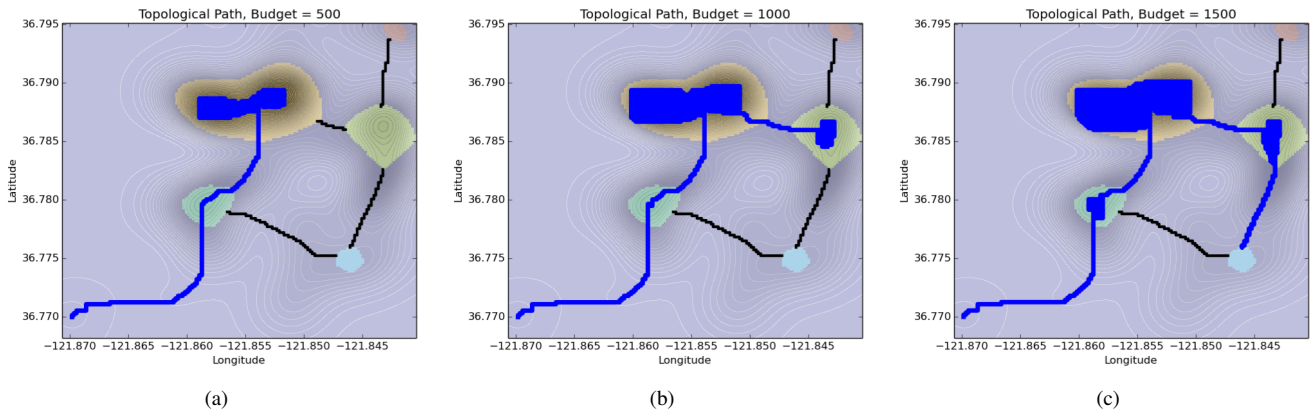 Topological Path, Budget = 500
36.795
36.790
36.785
36.780
36.775
36.770
Latitude
−121.870 −121.865 −121.860 −121.855 −121.850 −121.845
Longitude
(a)
Topological Path, Budget = 1000
36.795
36.790
36.785
36.780
36.775
36.770
Latitude
−121.870 −121.865 −121.860 −121.855 −121.850 −121.845
Longitude
(b)
Topological Path, Budget = 1500
36.795
36.790
36.785
36.780
36.775
36.770
Latitude
−121.870 −121.865 −121.860 −121.855 −121.850 −121.845
Longitude
(c)